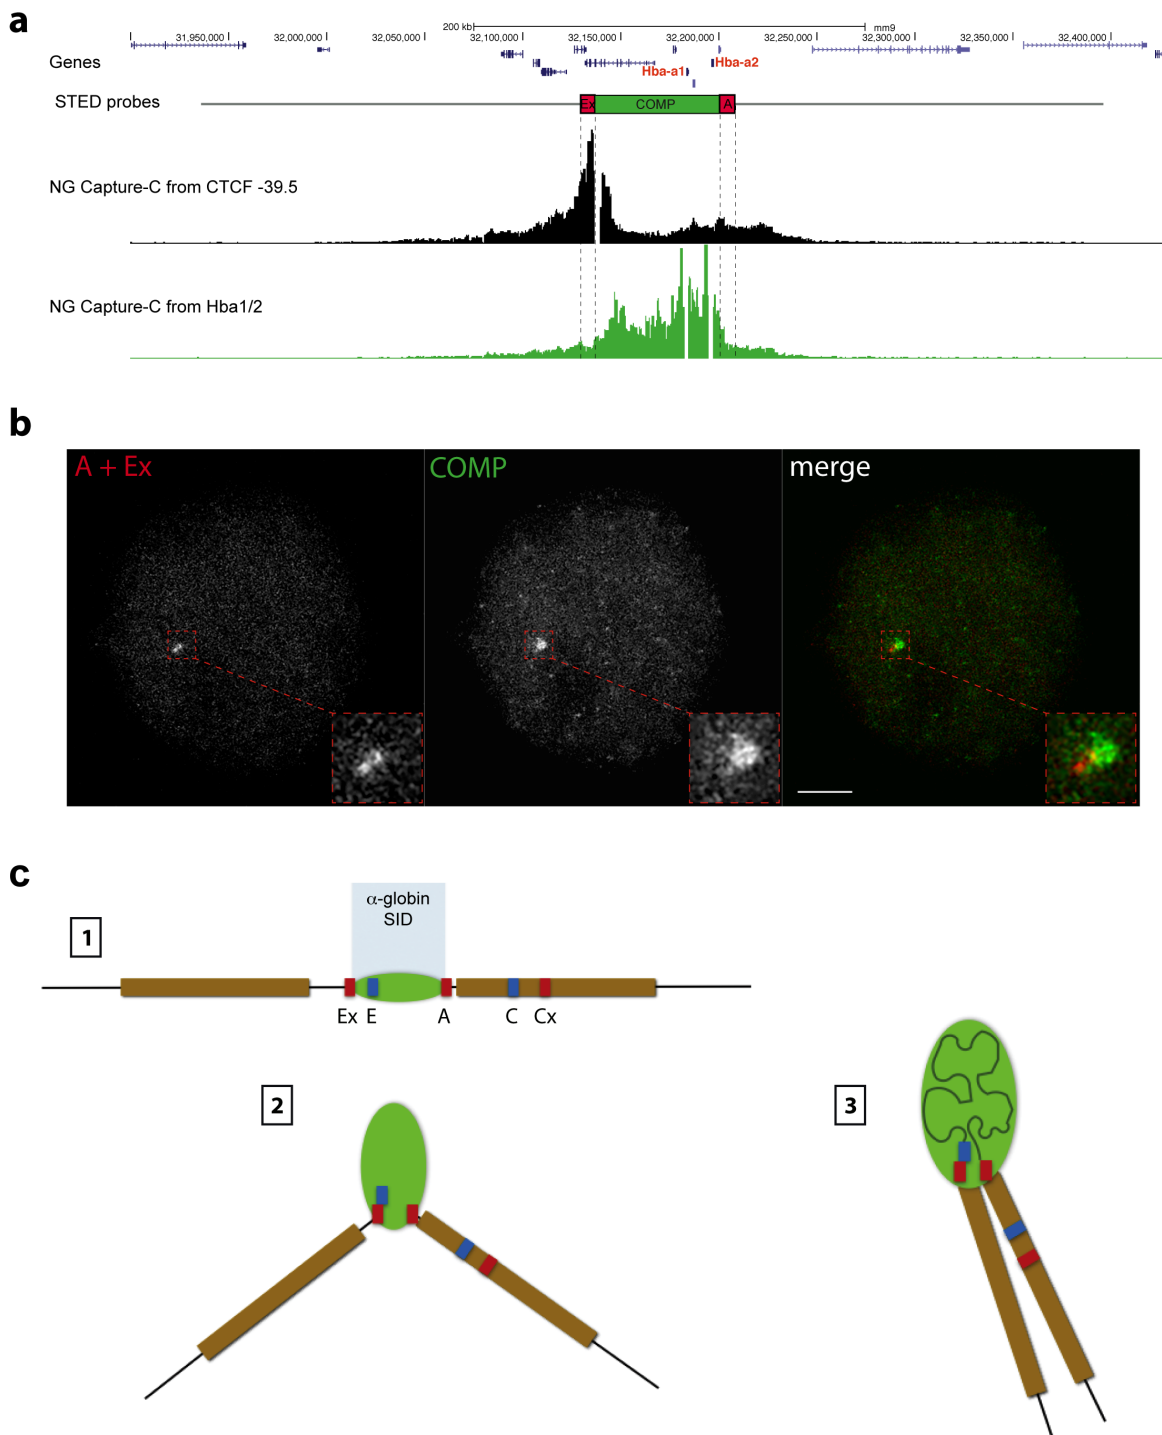 a
200 kb
mm9
31,950,000
32,000,000
32,050,000
32,100,000
32,150,000
32,200,000
32,250,000
32,300,000
32,350,000
32,400,000
Genes
Hba-a1
Hba-a2
STED probes
Ex
COMP
A
NG Capture-C from CTCF -39.5
NG Capture-C from Hba1/2
b
A + Ex
COMP
merge
c
α-globin
SID
1
Ex E A C Cx
2
3